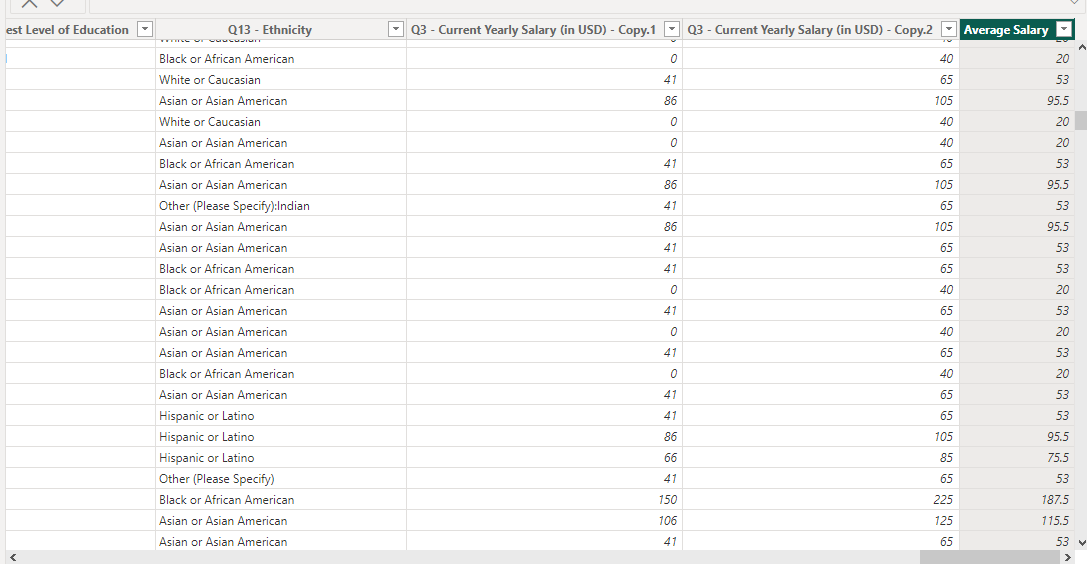 est Level of Education Q13 - Ethnicity Q3 - Current Yearly Salary (in USD) - Copy.1 Q3 - Current Yearly Salary (in USD) - Copy.2 Average Salary
White or Caucasian 0 40 20
Black or African American 0 40 20
White or Caucasian 41 65 53
Asian or Asian American 86 105 95.5
White or Caucasian 0 40 20
Asian or Asian American 0 40 20
Black or African American 41 65 53
Asian or Asian American 86 105 95.5
Other (Please Specify):Indian 41 65 53
Asian or Asian American 86 105 95.5
Asian or Asian American 41 65 53
Black or African American 41 65 53
Black or African American 0 40 20
Asian or Asian American 41 65 53
Asian or Asian American 0 40 20
Asian or Asian American 41 65 53
Black or African American 0 40 20
Asian or Asian American 41 65 53
Hispanic or Latino 41 65 53
Hispanic or Latino 86 105 95.5
Hispanic or Latino 66 85 75.5
Other (Please Specify) 41 65 53
Black or African American 150 225 187.5
Asian or Asian American 106 125 115.5
Asian or Asian American 41 65 53